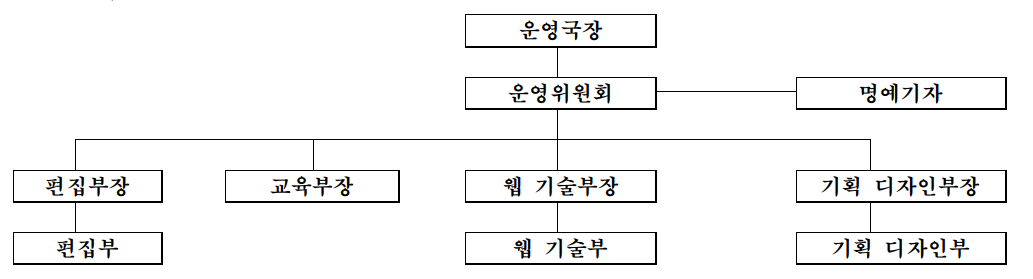 운영국장
운영위원회
명예기자
편집부장
교육부장
웹 기술부장
기획 디자인부장
편집부
웹 기술부
기획 디자인부